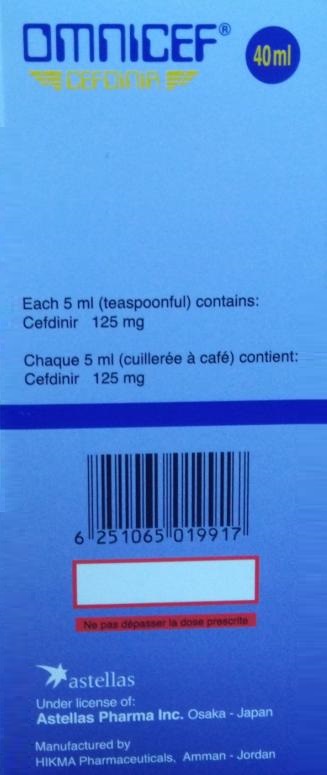 OMNICEF®
CEFDINIR
40ml
Each 5 ml (teaspoonful) contains:
Cefdinir 125 mg
Chaque 5 ml (cuillerée à café) contient:
Cefdinir 125 mg
6 251065 019917
Ne pas dépasser la dose prescrite
astellas
Under license of:
Astellas Pharma Inc. Osaka - Japan
Manufactured by
HIKMA Pharmaceuticals, Amman - Jordan